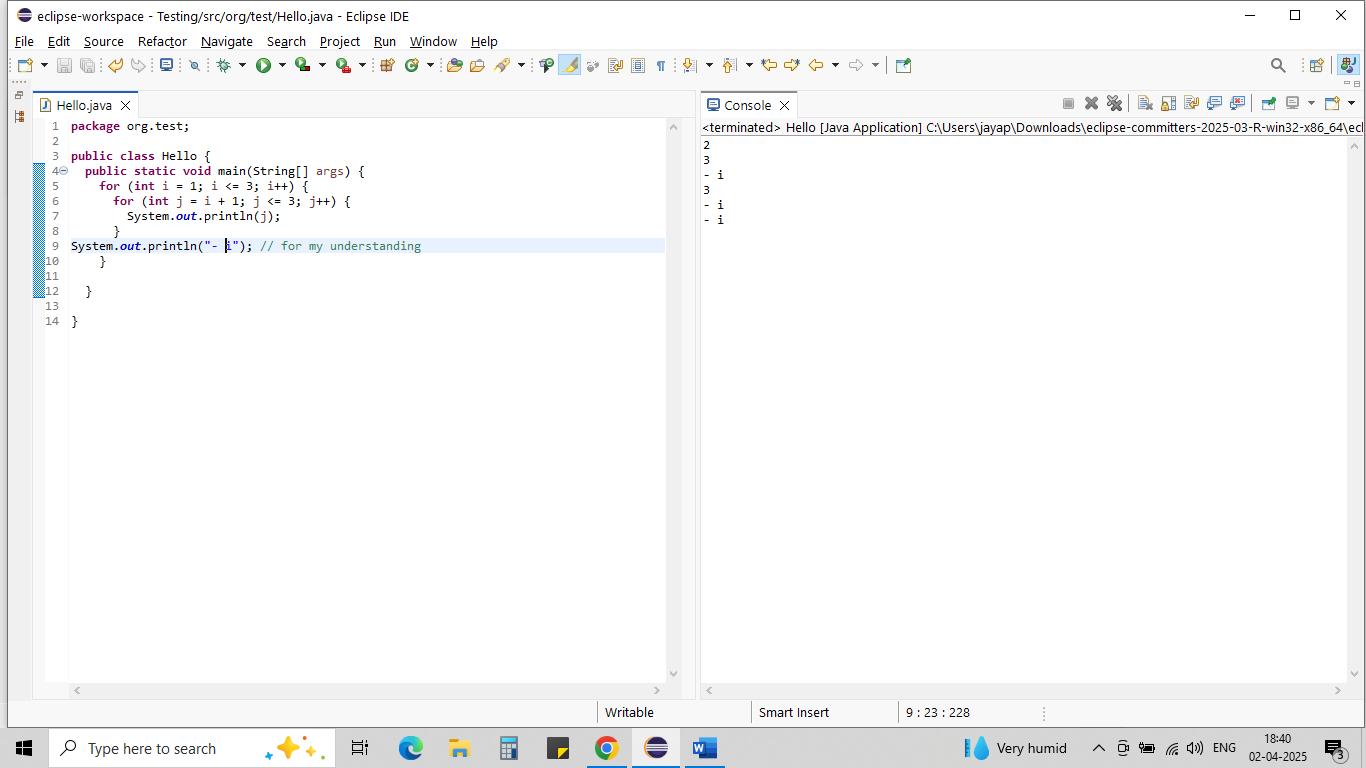 eclipse-workspace - Testing/src/org/test/Hello.java - Eclipse IDE
File Edit Source Refactor Navigate Search Project Run Window Help
Hello.java
1 package org.test;
2
3 public class Hello {
4 public static void main(String[] args) {
5 for (int i = 1; i <= 3; i++) {
6 for (int j = i + 1; j <= 3; j++) {
7 System.out.println(j);
8 }
9 System.out.println("- i"); // for my understanding
10 }
11
12 }
13
14 }
Console
<terminated> Hello [Java Application] C:\Users\jayap\Downloads\eclipse-committers-2025-03-R-win32-x86_64\ecl
2
3
- i
3
- i
- i
Writable Smart Insert 9 : 23 : 228
Type here to search
Very humid ENG 18:40
02-04-2025
3